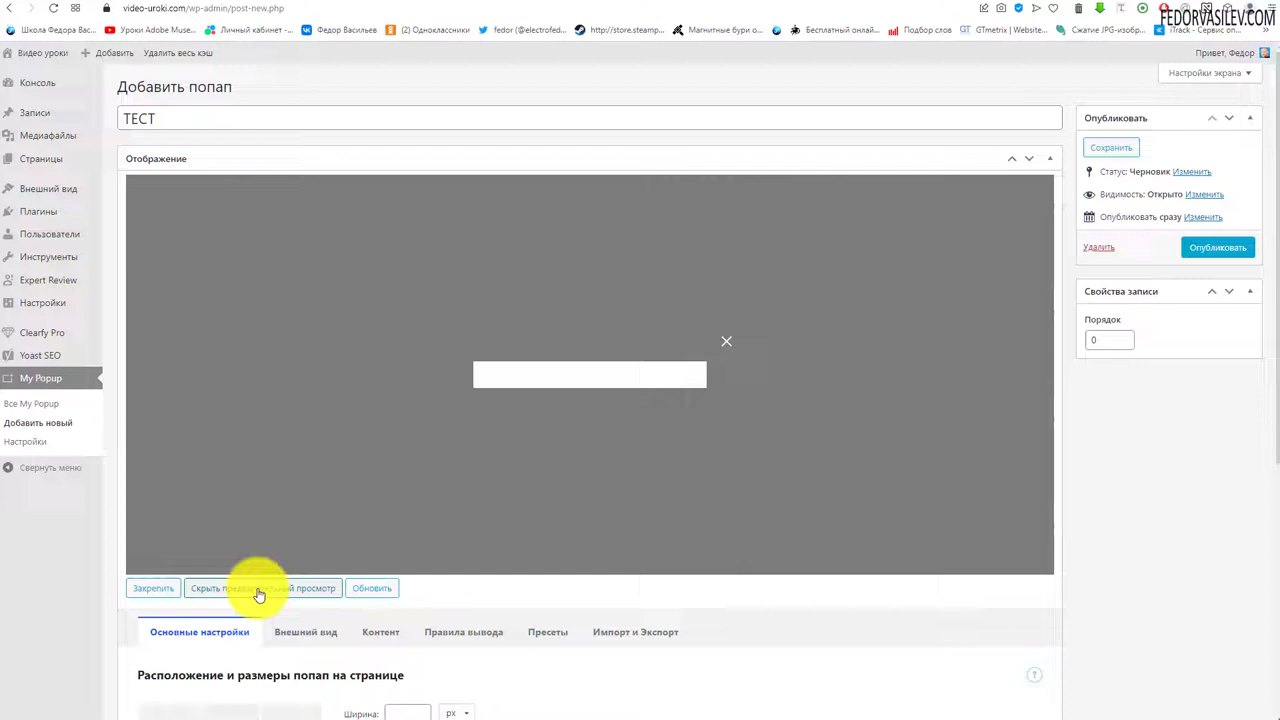 video-uroki.com/wp-admin/post-new.php
FEDORVASILEV.COM
Школа Федора Вас...
Уроки Adobe Muse...
Личный кабинет -...
Федор Васильев
(2) Одноклассники
fedor (@electrofed...
http://store.steamp...
Магнитные бури о...
Бесплатный онлай...
Подбор слов
GTmetrix | Website...
Сжатие JPG-изобр...
iTrack - Сервис оп...
Видео уроки
Добавить
Удалить весь кэш
Привет, Федор
Настройки экрана
Консоль
Записи
Медиафайлы
Страницы
Внешний вид
Плагины
Пользователи
Инструменты
Expert Review
Настройки
Clearfy Pro
Yoast SEO
My Popup
Все My Popup
Добавить новый
Настройки
Свернуть меню
Добавить попап
ТЕСТ
Отображение
Закрепить
Скрыть предварительный просмотр
Обновить
Основные настройки
Внешний вид
Контент
Правила вывода
Пресеты
Импорт и Экспорт
Расположение и размеры попап на странице
?
Ширина:
px
Опубликовать
Сохранить
Статус: Черновик Изменить
Видимость: Открыто Изменить
Опубликовать сразу Изменить
Удалить
Опубликовать
Свойства записи
Порядок
0